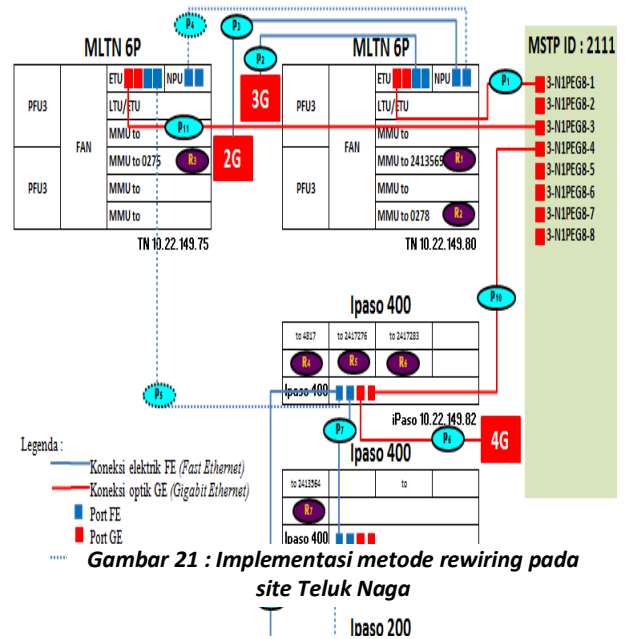 P4
P3
P2
MLTN 6P
MLTN 6P
MSTP ID : 2111
PFU3
FAN
PFU3
ETU
NPU
LTU/ETU
MMU to
MMU to 0275
MMU to
MMU to
R3
P11
TN 10.22.149.75
3G
2G
PFU3
FAN
PFU3
ETU
NPU
LTU/ETU
MMU to
MMU to 2413569
MMU to
MMU to 0278
R1
R2
TN 10.22.149.80
P1
3-N1PEG8-1
3-N1PEG8-2
3-N1PEG8-3
3-N1PEG8-4
3-N1PEG8-5
3-N1PEG8-6
3-N1PEG8-7
3-N1PEG8-8
P10
Ipaso 400
to 4817
to 2417276
to 2417283
R4
R5
R6
Ipaso 400
P5
iPaso 10.22.149.82
P7
P6
4G
Ipaso 400
to 2413564
to
R7
Ipaso 400
Legenda :
Koneksi elektrik FE (Fast Ethernet)
Koneksi optik GE (Gigabit Ethernet)
Port FE
Port GE
Gambar 21 : Implementasi metode rewiring pada
site Teluk Naga
Ipaso 200